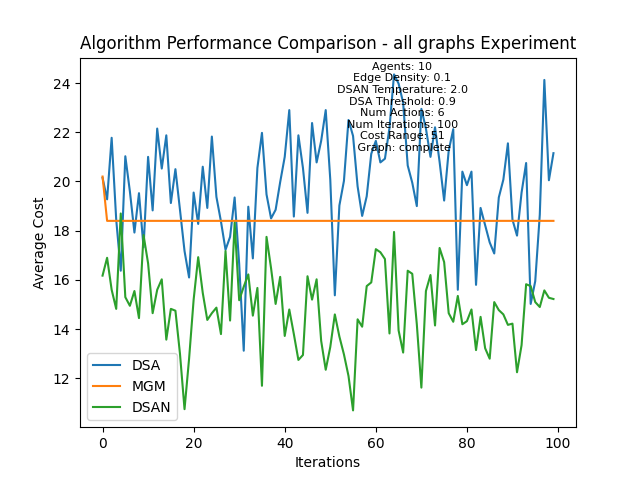 Algorithm Performance Comparison - all graphs Experiment
Agents: 10
Edge Density: 0.1
DSAN Temperature: 2.0
DSA Threshold: 0.9
Num Actions: 6
Num Iterations: 100
Cost Range: 51
Graph: complete
24
22
20
18
16
14
12
Average Cost
DSA
MGM
DSAN
0
20
40
60
80
100
Iterations